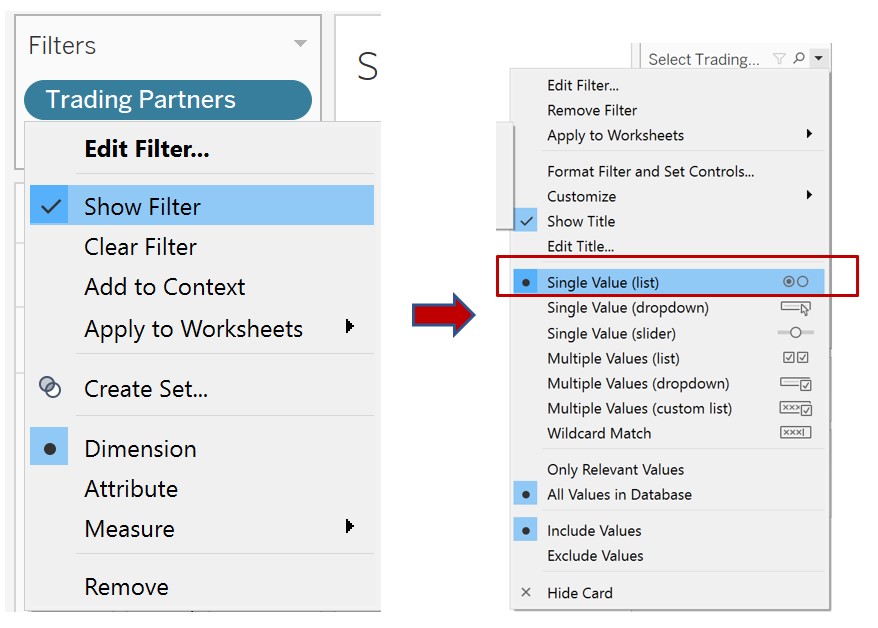 Filters
S
Trading Partners
Edit Filter...
Show Filter
Clear Filter
Add to Context
Apply to Worksheets
Create Set...
Dimension
Attribute
Measure
Remove
Select Trading...
Edit Filter...
Remove Filter
Apply to Worksheets
Format Filter and Set Controls...
Customize
Show Title
Edit Title...
Single Value (list)
Single Value (dropdown)
Single Value (slider)
Multiple Values (list)
Multiple Values (dropdown)
Multiple Values (custom list)
Wildcard Match
Only Relevant Values
All Values in Database
Include Values
Exclude Values
Hide Card